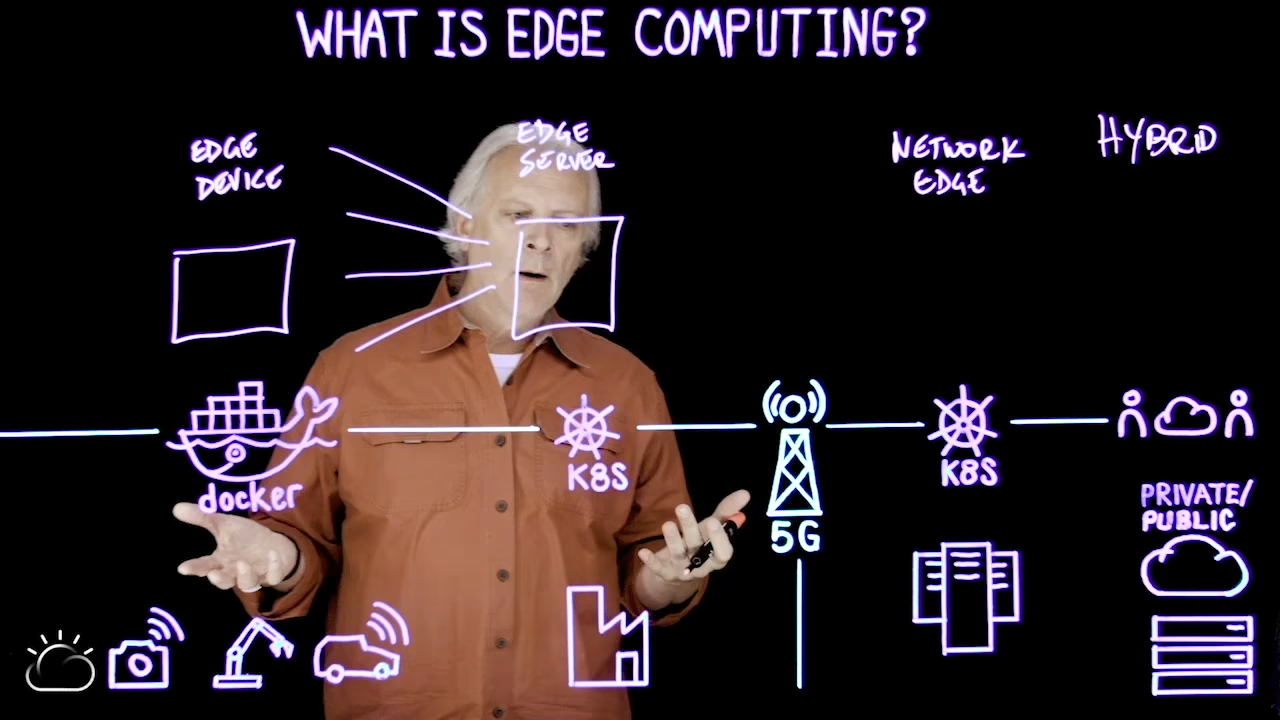 WHAT IS EDGE COMPUTING?
EDGE
DEVICE
EDGE
SERVER
NETWORK
EDGE
HYBRID
docker
K8S
5G
K8S
PRIVATE/
PUBLIC